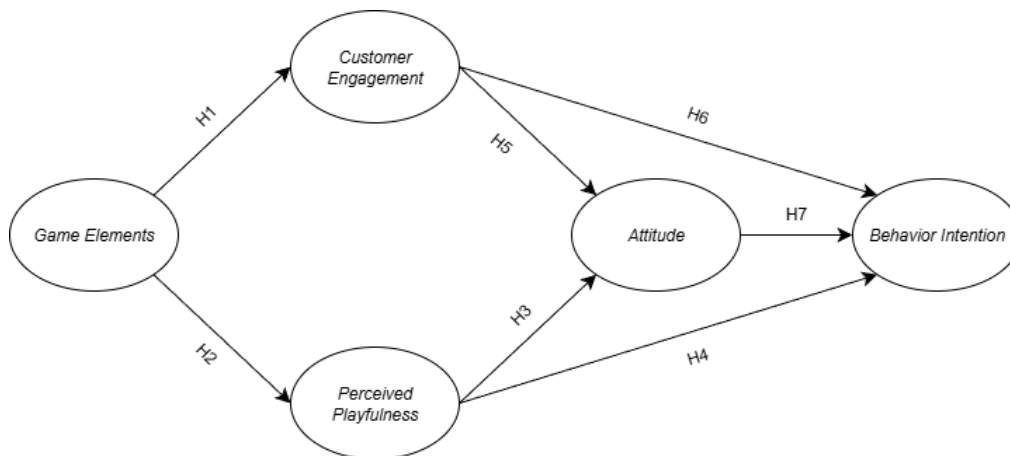 Customer
Engagement
H1
H6
H5
Game Elements
Attitude
H7
Behavior Intention
H2
H3
H4
Perceived
Playfulness